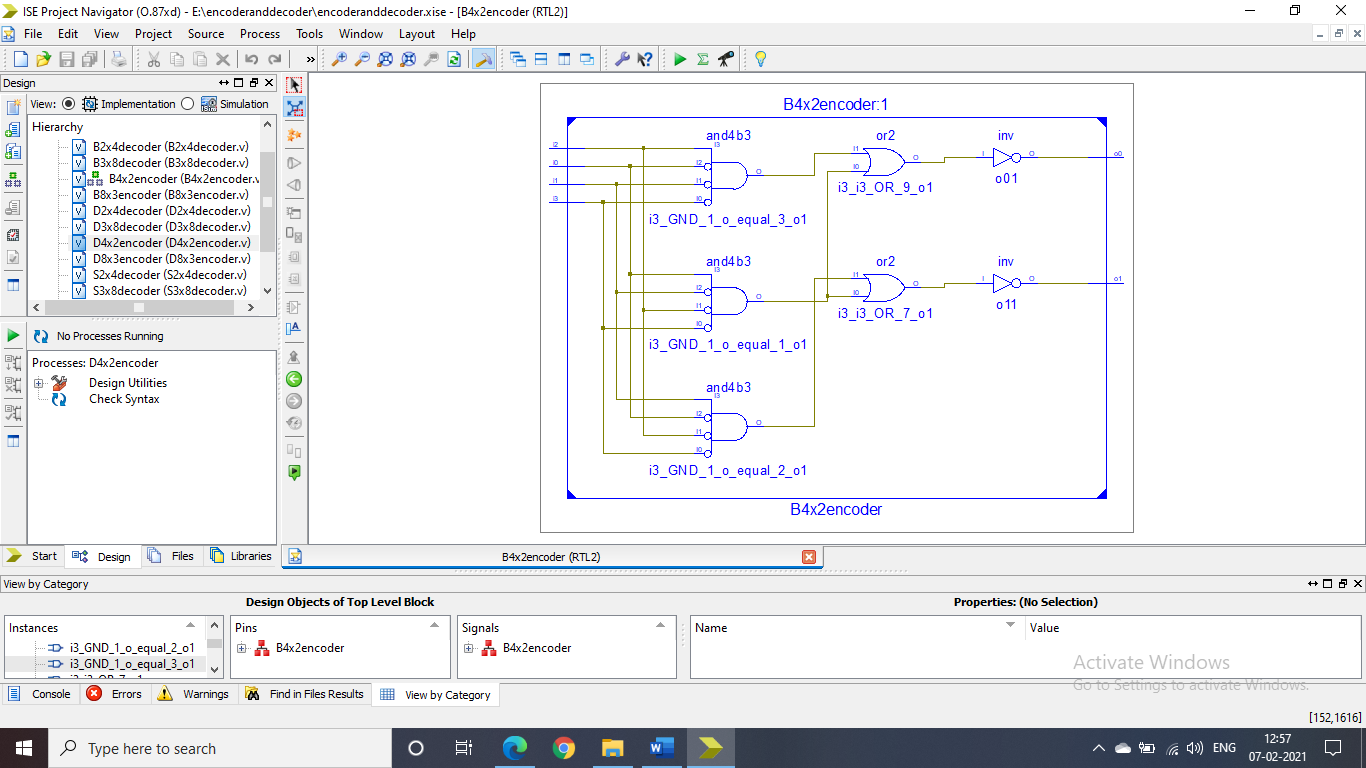 ISE Project Navigator (O.87xd) - E:\encoderanddecoder\encoderanddecoder.xise - [B4x2encoder (RTL2)]
File Edit View Project Source Process Tools Window Layout Help
»
Design
View: Implementation Simulation
Hierarchy
B2x4decoder (B2x4decoder.v)
B3x8decoder (B3x8decoder.v)
B4x2encoder (B4x2encoder.v
B8x3encoder (B8x3encoder.v)
D2x4decoder (D2x4decoder.v)
D3x8decoder (D3x8decoder.v)
D4x2encoder (D4x2encoder.v)
D8x3encoder (D8x3encoder.v)
S2x4decoder (S2x4decoder.v)
S3x8decoder (S3x8decoder.v)
No Processes Running
Processes: D4x2encoder
Design Utilities
Check Syntax
Start Design Files Libraries
B4x2encoder:1
and4b3 or2 inv
i2 I3 I1 I O o0
i0 I2 O I0 O
i1 I1
i3 I0
o01
i3_i3_OR_9_o1
i3_GND_1_o_equal_3_o1
and4b3 or2 inv
I3 I1 I O o1
I2 O I0 O
I1
I0
o11
i3_i3_OR_7_o1
i3_GND_1_o_equal_1_o1
and4b3
I3
I2 O
I1
I0
i3_GND_1_o_equal_2_o1
B4x2encoder
B4x2encoder (RTL2)
View by Category
Design Objects of Top Level Block Properties: (No Selection)
Instances Pins Signals Name Value
i3_GND_1_o_equal_2_o1 B4x2encoder B4x2encoder
i3_GND_1_o_equal_3_o1
Activate Windows
Go to Settings to activate Windows.
Console Errors Warnings Find in Files Results View by Category
[152,1616]
Type here to search
ENG 12:57
07-02-2021